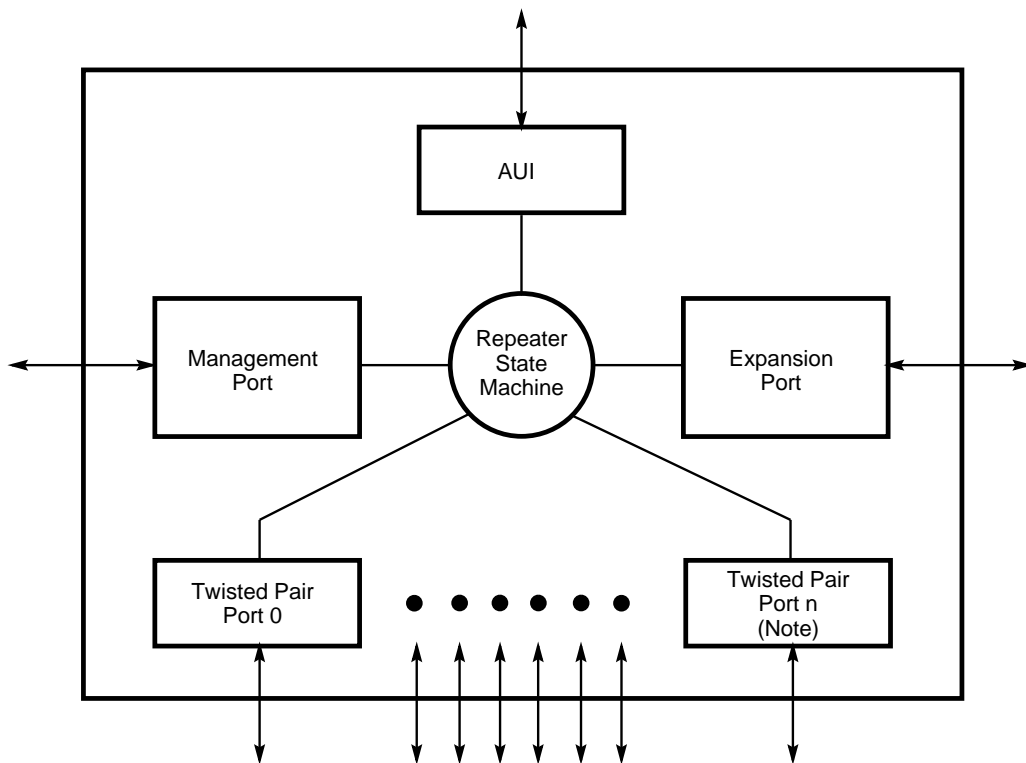 AUI
Management
Port
Repeater
State
Machine
Expansion
Port
Twisted Pair
Port 0
Twisted Pair
Port n
(Note)